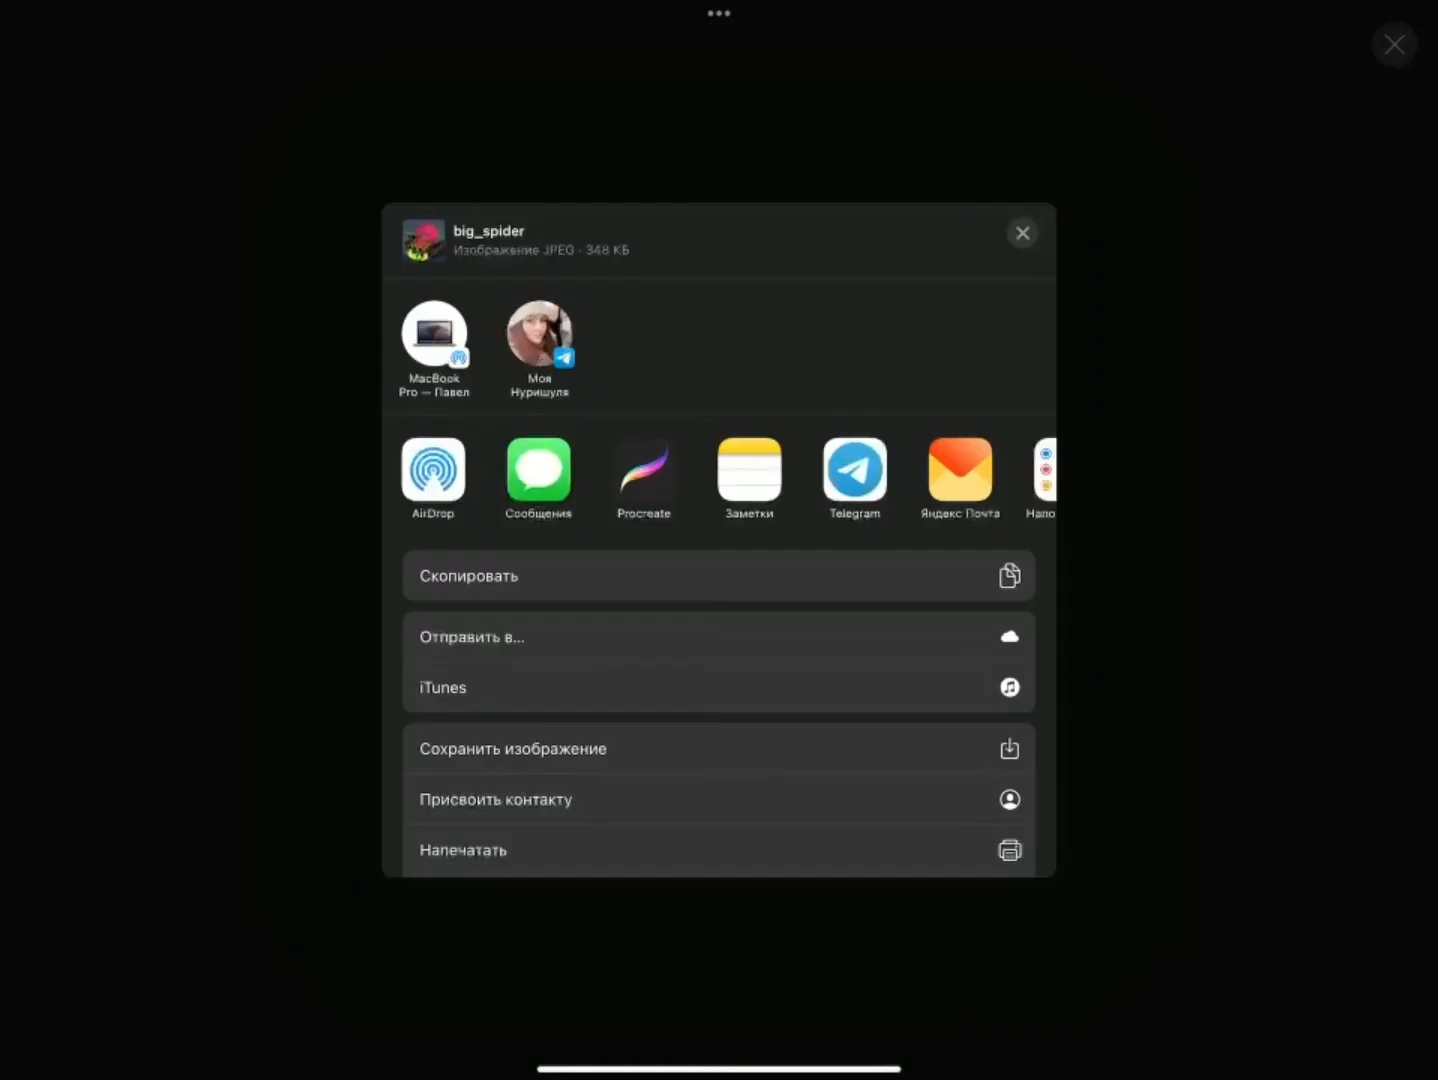 big_spider
Изображение JPEG · 348 КБ
MacBook
Pro — Павел
Моя
Нуришуля
AirDrop
Сообщения
Procreate
Заметки
Telegram
Яндекс Почта
Напо
Скопировать
Отправить в...
iTunes
Сохранить изображение
Присвоить контакту
Напечатать